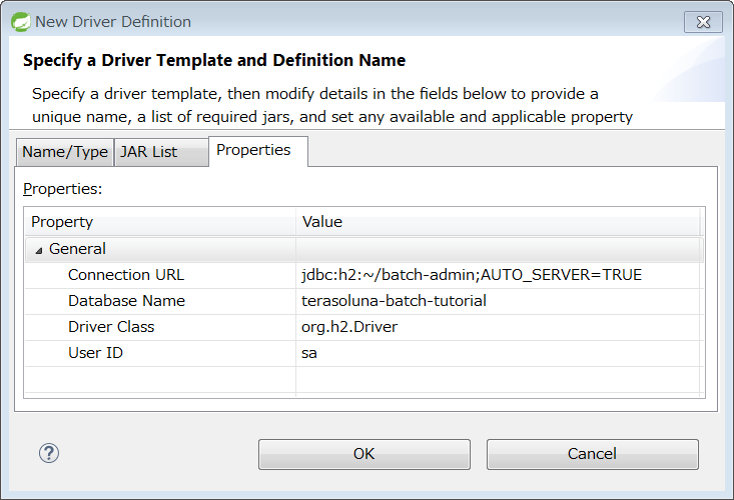 New Driver Definition
Specify a Driver Template and Definition Name
Specify a driver template, then modify details in the fields below to provide a
unique name, a list of required jars, and set any available and applicable property
Name/Type JAR List Properties
Properties:
Property Value
General
Connection URL jdbc:h2:~/batch-admin;AUTO_SERVER=TRUE
Database Name terasoluna-batch-tutorial
Driver Class org.h2.Driver
User ID sa
OK Cancel